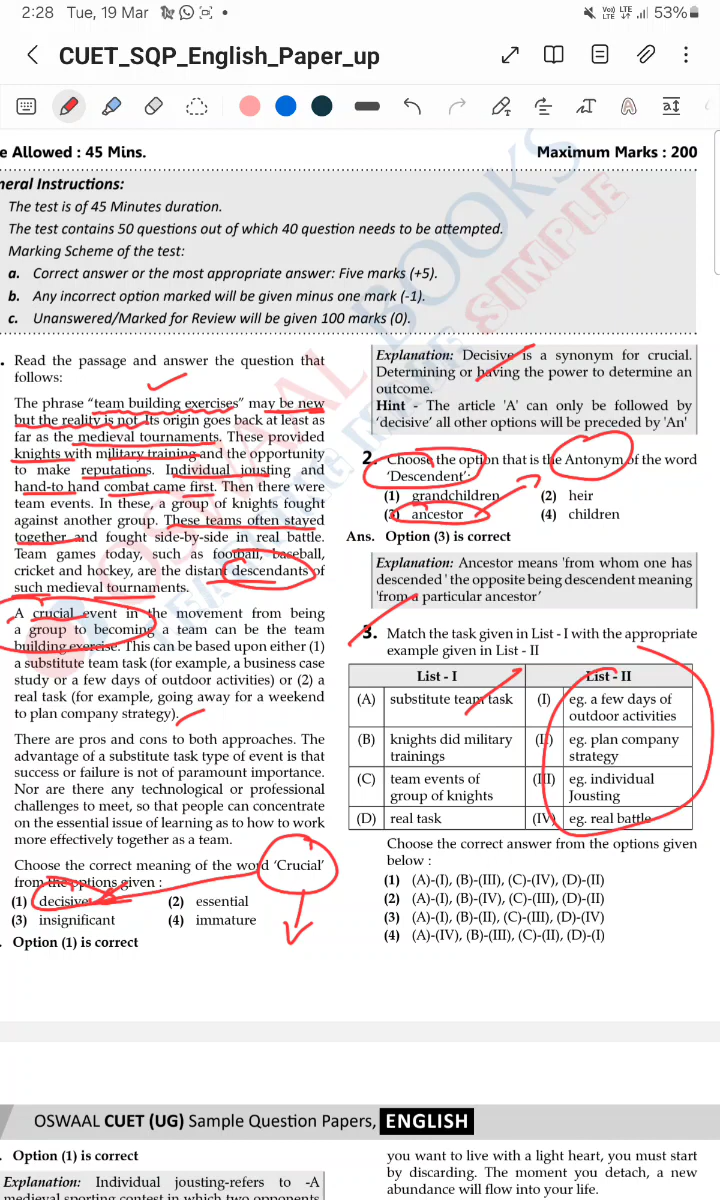 2:28 Tue, 19 Mar
Vo)) LTE
LTE 53%
CUET_SQP_English_Paper_up
e Allowed : 45 Mins.
Maximum Marks : 200
neral Instructions:
The test is of 45 Minutes duration.
The test contains 50 questions out of which 40 question needs to be attempted.
Marking Scheme of the test:
a. Correct answer or the most appropriate answer: Five marks (+5).
b. Any incorrect option marked will be given minus one mark (-1).
c. Unanswered/Marked for Review will be given 100 marks (0).
. Read the passage and answer the question that
follows:
The phrase “team building exercises” may be new
but the reality is not. Its origin goes back at least as
far as the medieval tournaments. These provided
knights with military training and the opportunity
to make reputations. Individual jousting and
hand-to hand combat came first. Then there were
team events. In these, a group of knights fought
against another group. These teams often stayed
together and fought side-by-side in real battle.
Team games today, such as football, baseball,
cricket and hockey, are the distant descendants of
such medieval tournaments.
A crucial event in the movement from being
a group to becoming a team can be the team
building exercise. This can be based upon either (1)
a substitute team task (for example, a business case
study or a few days of outdoor activities) or (2) a
real task (for example, going away for a weekend
to plan company strategy).
There are pros and cons to both approaches. The
advantage of a substitute task type of event is that
success or failure is not of paramount importance.
Nor are there any technological or professional
challenges to meet, so that people can concentrate
on the essential issue of learning as to how to work
more effectively together as a team.
Choose the correct meaning of the word ‘Crucial’
from the options given :
(1) decisive (2) essential
(3) insignificant (4) immature
. Option (1) is correct
Explanation: Decisive is a synonym for crucial.
Determining or having the power to determine an
outcome.
Hint - The article 'A' can only be followed by
‘decisive’ all other options will be preceded by 'An'
2. Choose the option that is the Antonym of the word
‘Descendent’:
(1) grandchildren (2) heir
(3) ancestor (4) children
Ans. Option (3) is correct
Explanation: Ancestor means 'from whom one has
descended ' the opposite being descendent meaning
'from a particular ancestor’
3. Match the task given in List - I with the appropriate
example given in List - II
List - I List - II
(A) substitute team task (I) eg. a few days of
outdoor activities
(B) knights did military (II) eg. plan company
trainings strategy
(C) team events of (III) eg. individual
group of knights Jousting
(D) real task (IV) eg. real battle
Choose the correct answer from the options given
below :
(1) (A)-(I), (B)-(III), (C)-(IV), (D)-(II)
(2) (A)-(I), (B)-(IV), (C)-(III), (D)-(II)
(3) (A)-(I), (B)-(II), (C)-(III), (D)-(IV)
(4) (A)-(IV), (B)-(III), (C)-(II), (D)-(I)
OSWAAL BOOKS
SIMPLE
OSWAAL CUET (UG) Sample Question Papers, ENGLISH
. Option (1) is correct
Explanation: Individual jousting-refers to -A
medieval sporting contest in which two opponents
you want to live with a light heart, you must start
by discarding. The moment you detach, a new
abundance will flow into your life.